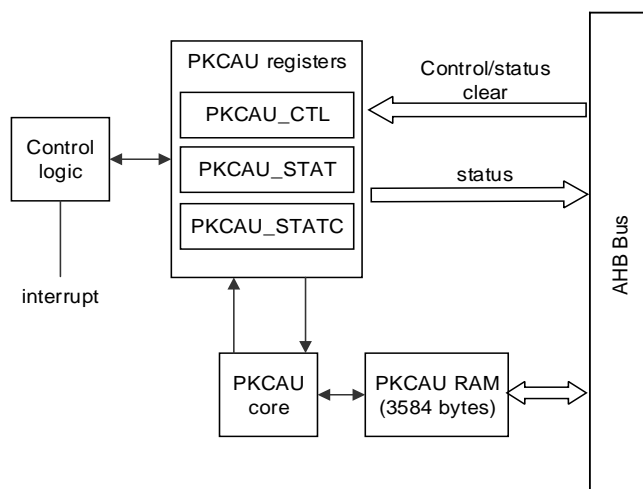 PKCAU registers
PKCAU_CTL
PKCAU_STAT
PKCAU_STATC
Control/status
clear
status
Control
logic
interrupt
PKCAU
core
PKCAU RAM
(3584 bytes)
AHB Bus